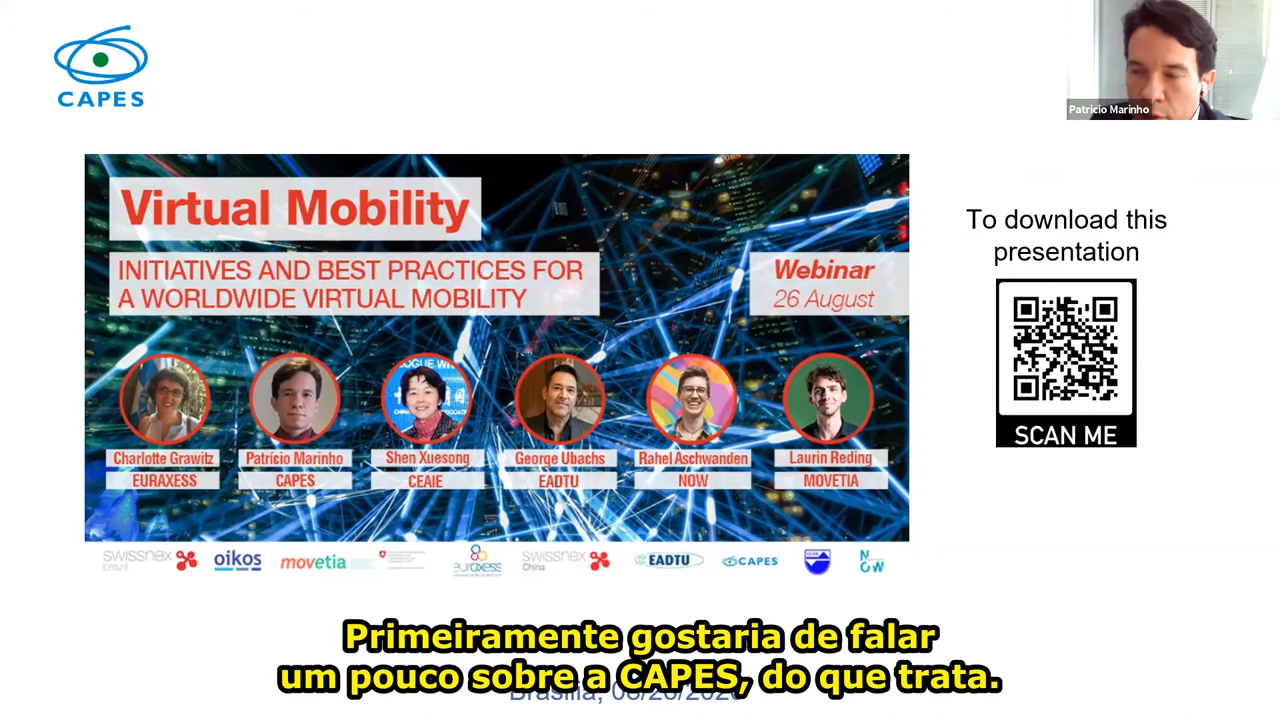 CAPES
Patricio Marinho
Virtual Mobility
INITIATIVES AND BEST PRACTICES FOR
A WORLDWIDE VIRTUAL MOBILITY
Webinar
26 August
To download this
presentation
SCAN ME
Charlotte Grawitz
EURAXESS
Patrício Marinho
CAPES
Shen Xuesong
CEAIE
George Ubachs
EADTU
Rahel Aschwanden
NOW
Laurin Reding
MOVETIA
swissnex
brazil
oikos
movetia
euraxess
swissnex
China
EADTU
CAPES
NOW
Primeiramente gostaria de falar
um pouco sobre a CAPES, do que trata.